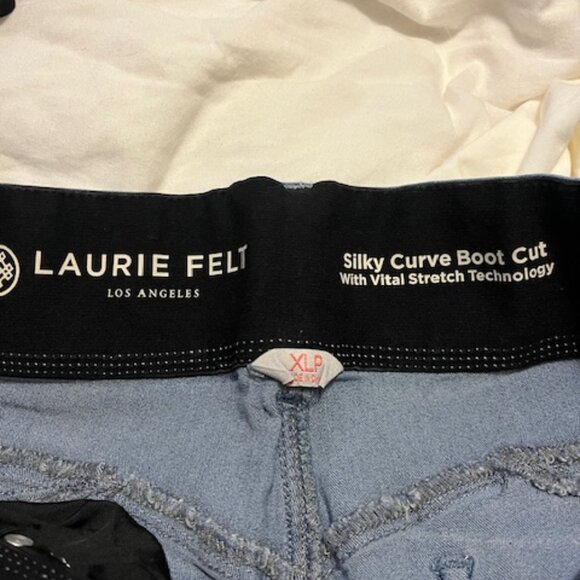 LAURIE FELT
LOS ANGELES
Silky Curve Boot Cut
With Vital Stretch Technology
XLP